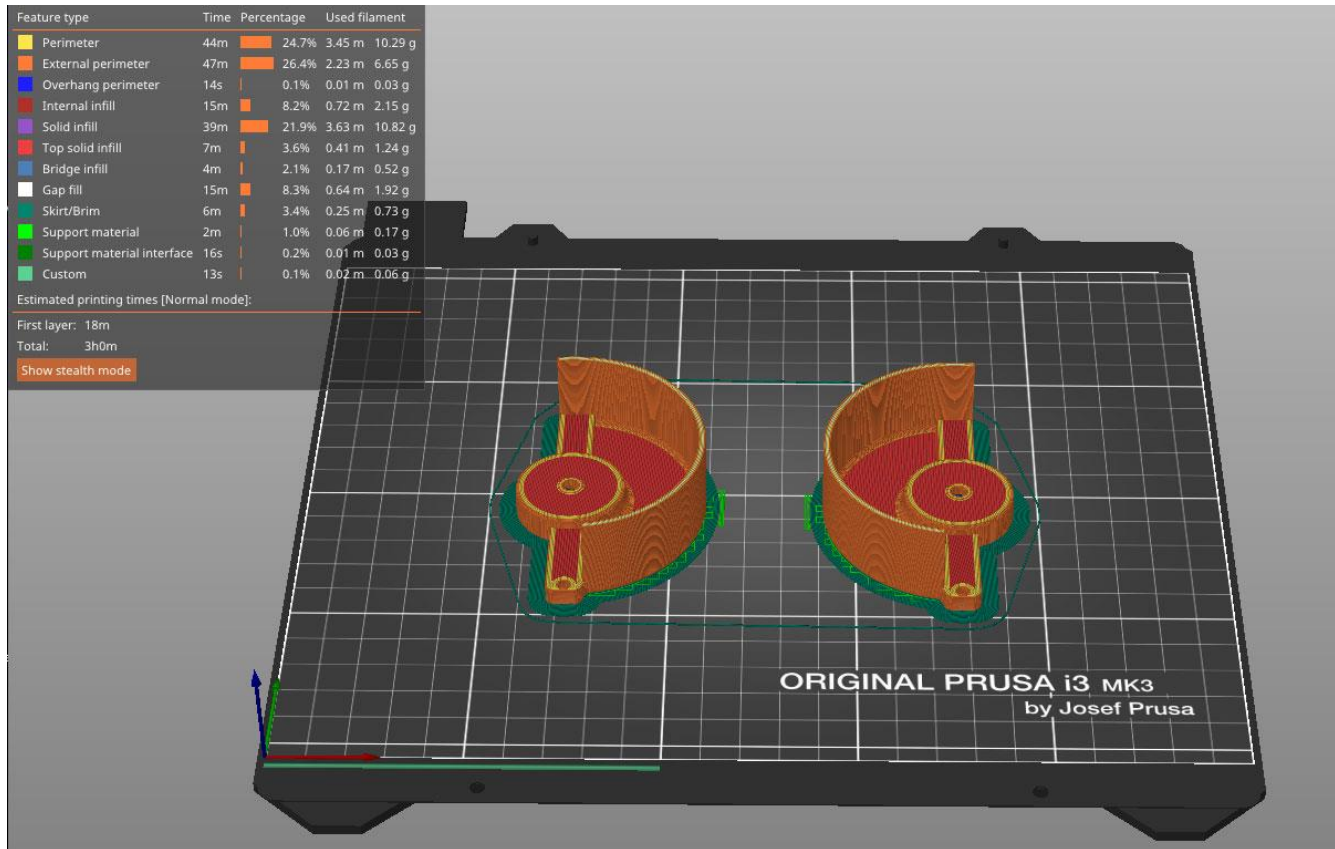 Feature type Time Percentage Used filament
Perimeter 44m 24.7% 3.45 m 10.29 g
External perimeter 47m 26.4% 2.23 m 6.65 g
Overhang perimeter 14s 0.1% 0.01 m 0.03 g
Internal infill 15m 8.2% 0.72 m 2.15 g
Solid infill 39m 21.9% 3.63 m 10.82 g
Top solid infill 7m 3.6% 0.41 m 1.24 g
Bridge infill 4m 2.1% 0.17 m 0.52 g
Gap fill 15m 8.3% 0.64 m 1.92 g
Skirt/Brim 6m 3.4% 0.25 m 0.73 g
Support material 2m 1.0% 0.06 m 0.17 g
Support material interface 16s 0.2% 0.01 m 0.03 g
Custom 13s 0.1% 0.02 m 0.06 g
Estimated printing times [Normal mode]:
First layer: 18m
Total: 3h0m
Show stealth mode
ORIGINAL PRUSA i3 MK3
by Josef Prusa